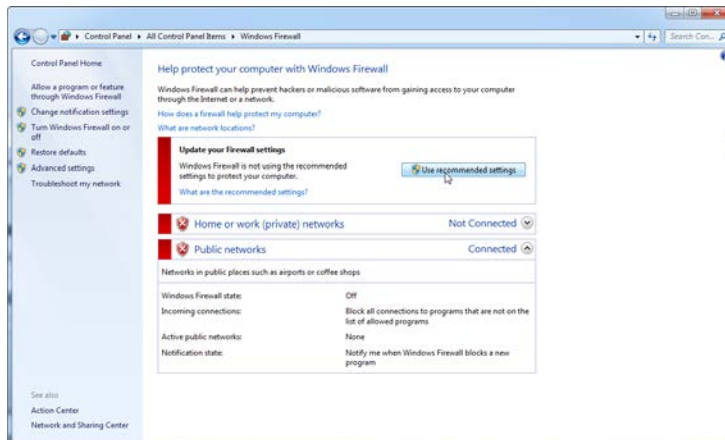 Control Panel ▸ All Control Panel Items ▸ Windows Firewall
Search Con...
Control Panel Home
Allow a program or feature
through Windows Firewall
Change notification settings
Turn Windows Firewall on or
off
Restore defaults
Advanced settings
Troubleshoot my network
See also
Action Center
Network and Sharing Center
Help protect your computer with Windows Firewall
Windows Firewall can help prevent hackers or malicious software from gaining access to your computer
through the Internet or a network.
How does a firewall help protect my computer?
What are network locations?
Update your Firewall settings
Windows Firewall is not using the recommended
settings to protect your computer.
Use recommended settings
What are the recommended settings?
Home or work (private) networks Not Connected
Public networks Connected
Networks in public places such as airports or coffee shops
Windows Firewall state: Off
Incoming connections: Block all connections to programs that are not on the
list of allowed programs
Active public networks: None
Notification state: Notify me when Windows Firewall blocks a new
program